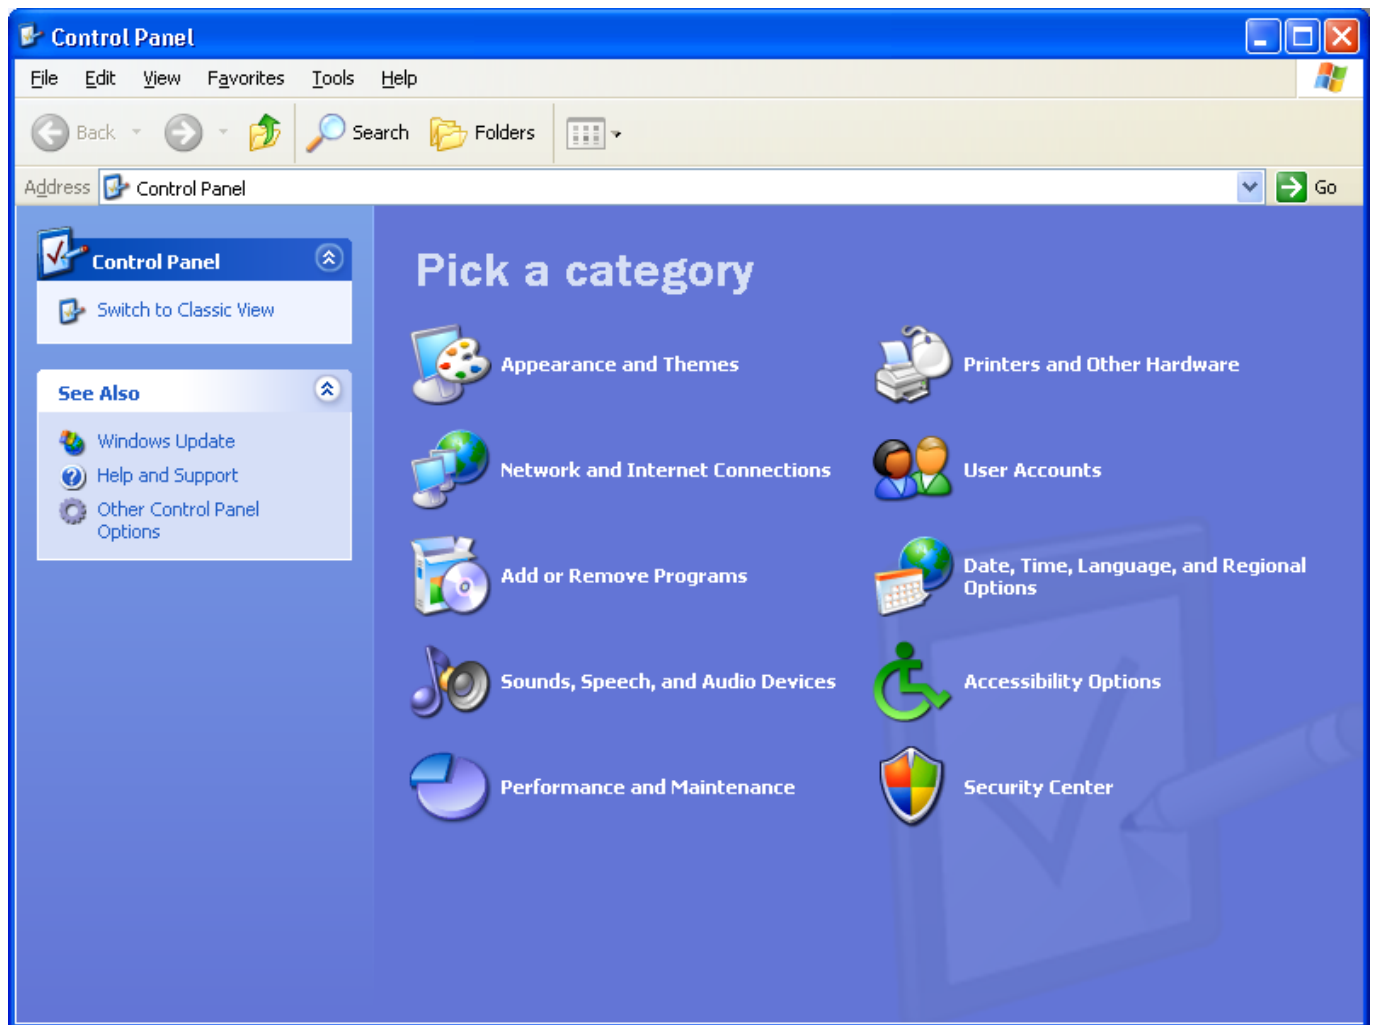 Control Panel
File Edit View Favorites Tools Help
Back Search Folders
Address Control Panel Go
Control Panel
Switch to Classic View
See Also
Windows Update
Help and Support
Other Control Panel
Options
Pick a category
Appearance and Themes
Printers and Other Hardware
Network and Internet Connections
User Accounts
Add or Remove Programs
Date, Time, Language, and Regional
Options
Sounds, Speech, and Audio Devices
Accessibility Options
Performance and Maintenance
Security Center